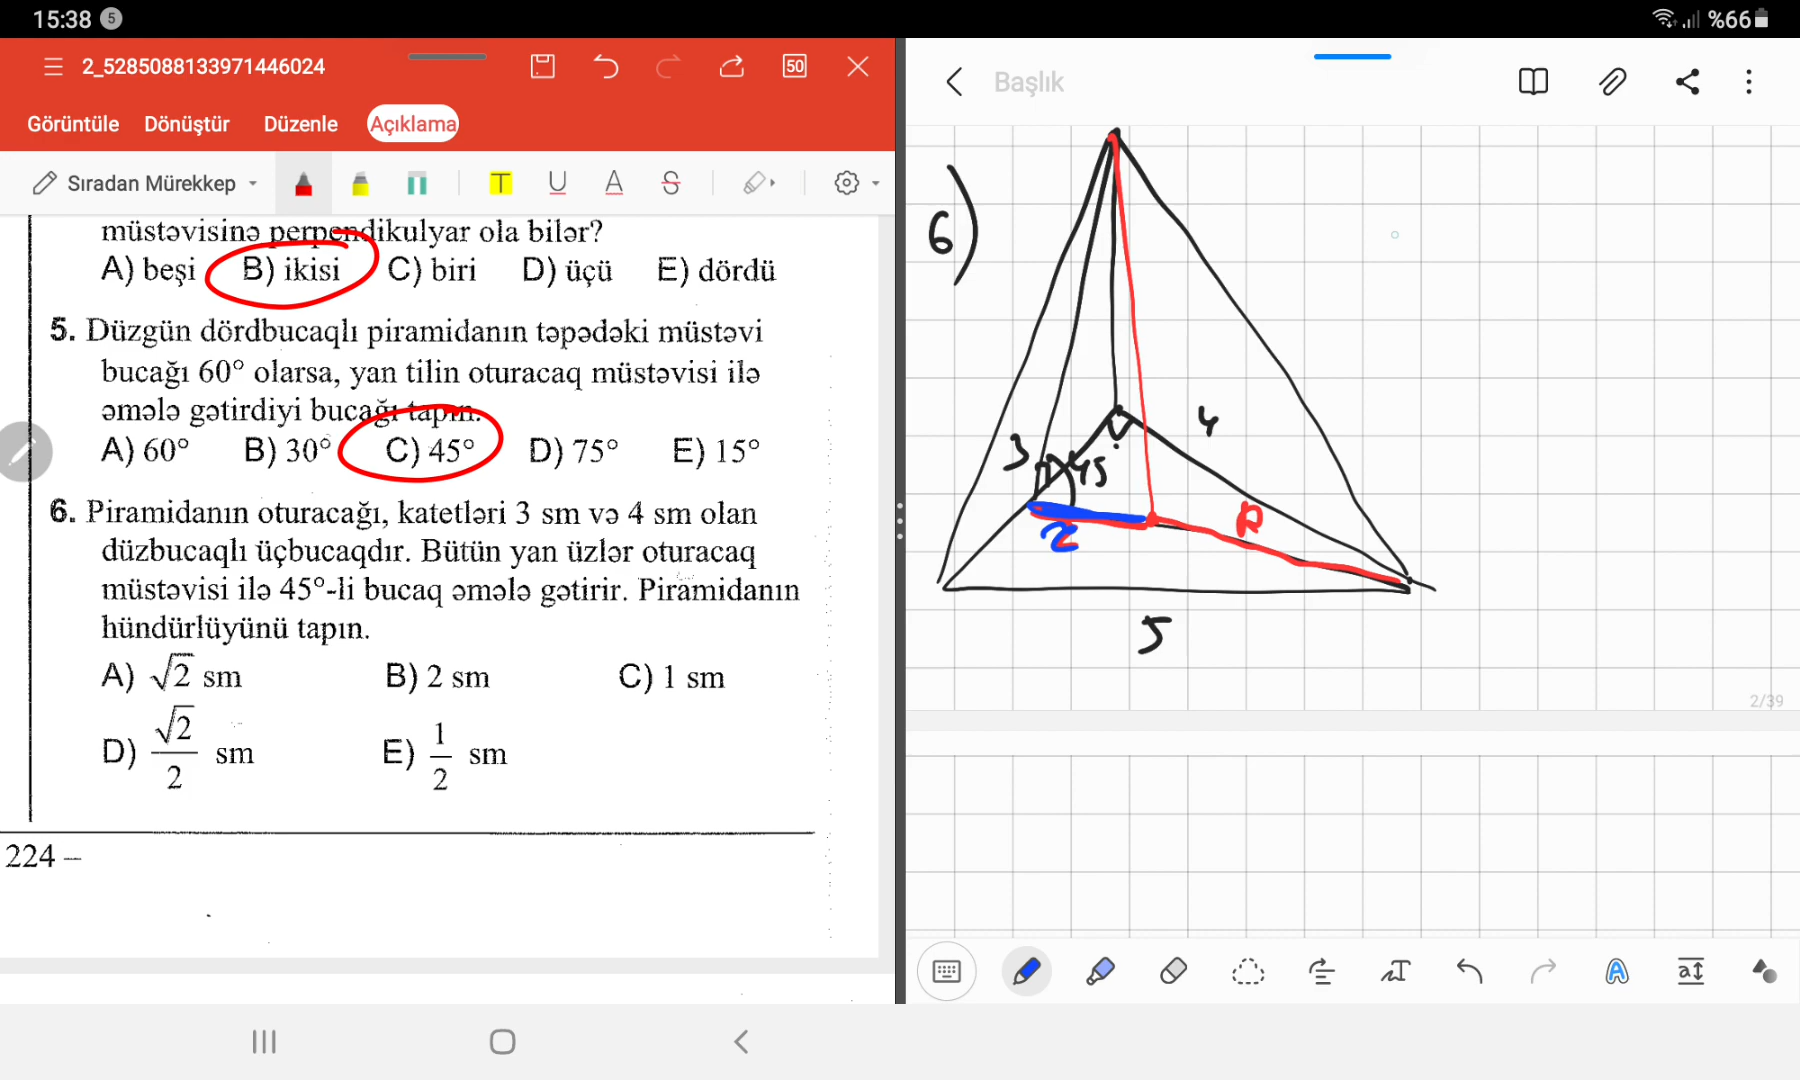 15:38 5
%66
2_5285088133971446024
50
Görüntüle Dönüştür Düzenle Açıklama
Sıradan Mürekkep T U A S
müstəvisinə perpendikulyar ola bilər?
A) beşi B) ikisi C) biri D) üçü E) dördü
5. Düzgün dördbucaqlı piramidanın təpədəki müstəvi
bucağı 60° olarsa, yan tilin oturacaq müstəvisi ilə
əmələ gətirdiyi bucağı tapın.
A) 60° B) 30° C) 45° D) 75° E) 15°
6. Piramidanın oturacağı, katetləri 3 sm və 4 sm olan
düzbucaqlı üçbucaqdır. Bütün yan üzlər oturacaq
müstəvisi ilə 45°-li bucaq əmələ gətirir. Piramidanın
hündürlüyünü tapın.
A) √2 sm B) 2 sm C) 1 sm
D) √2/2 sm E) 1/2 sm
224 –
Başlık
6)
4
3
45
R
5
2/39